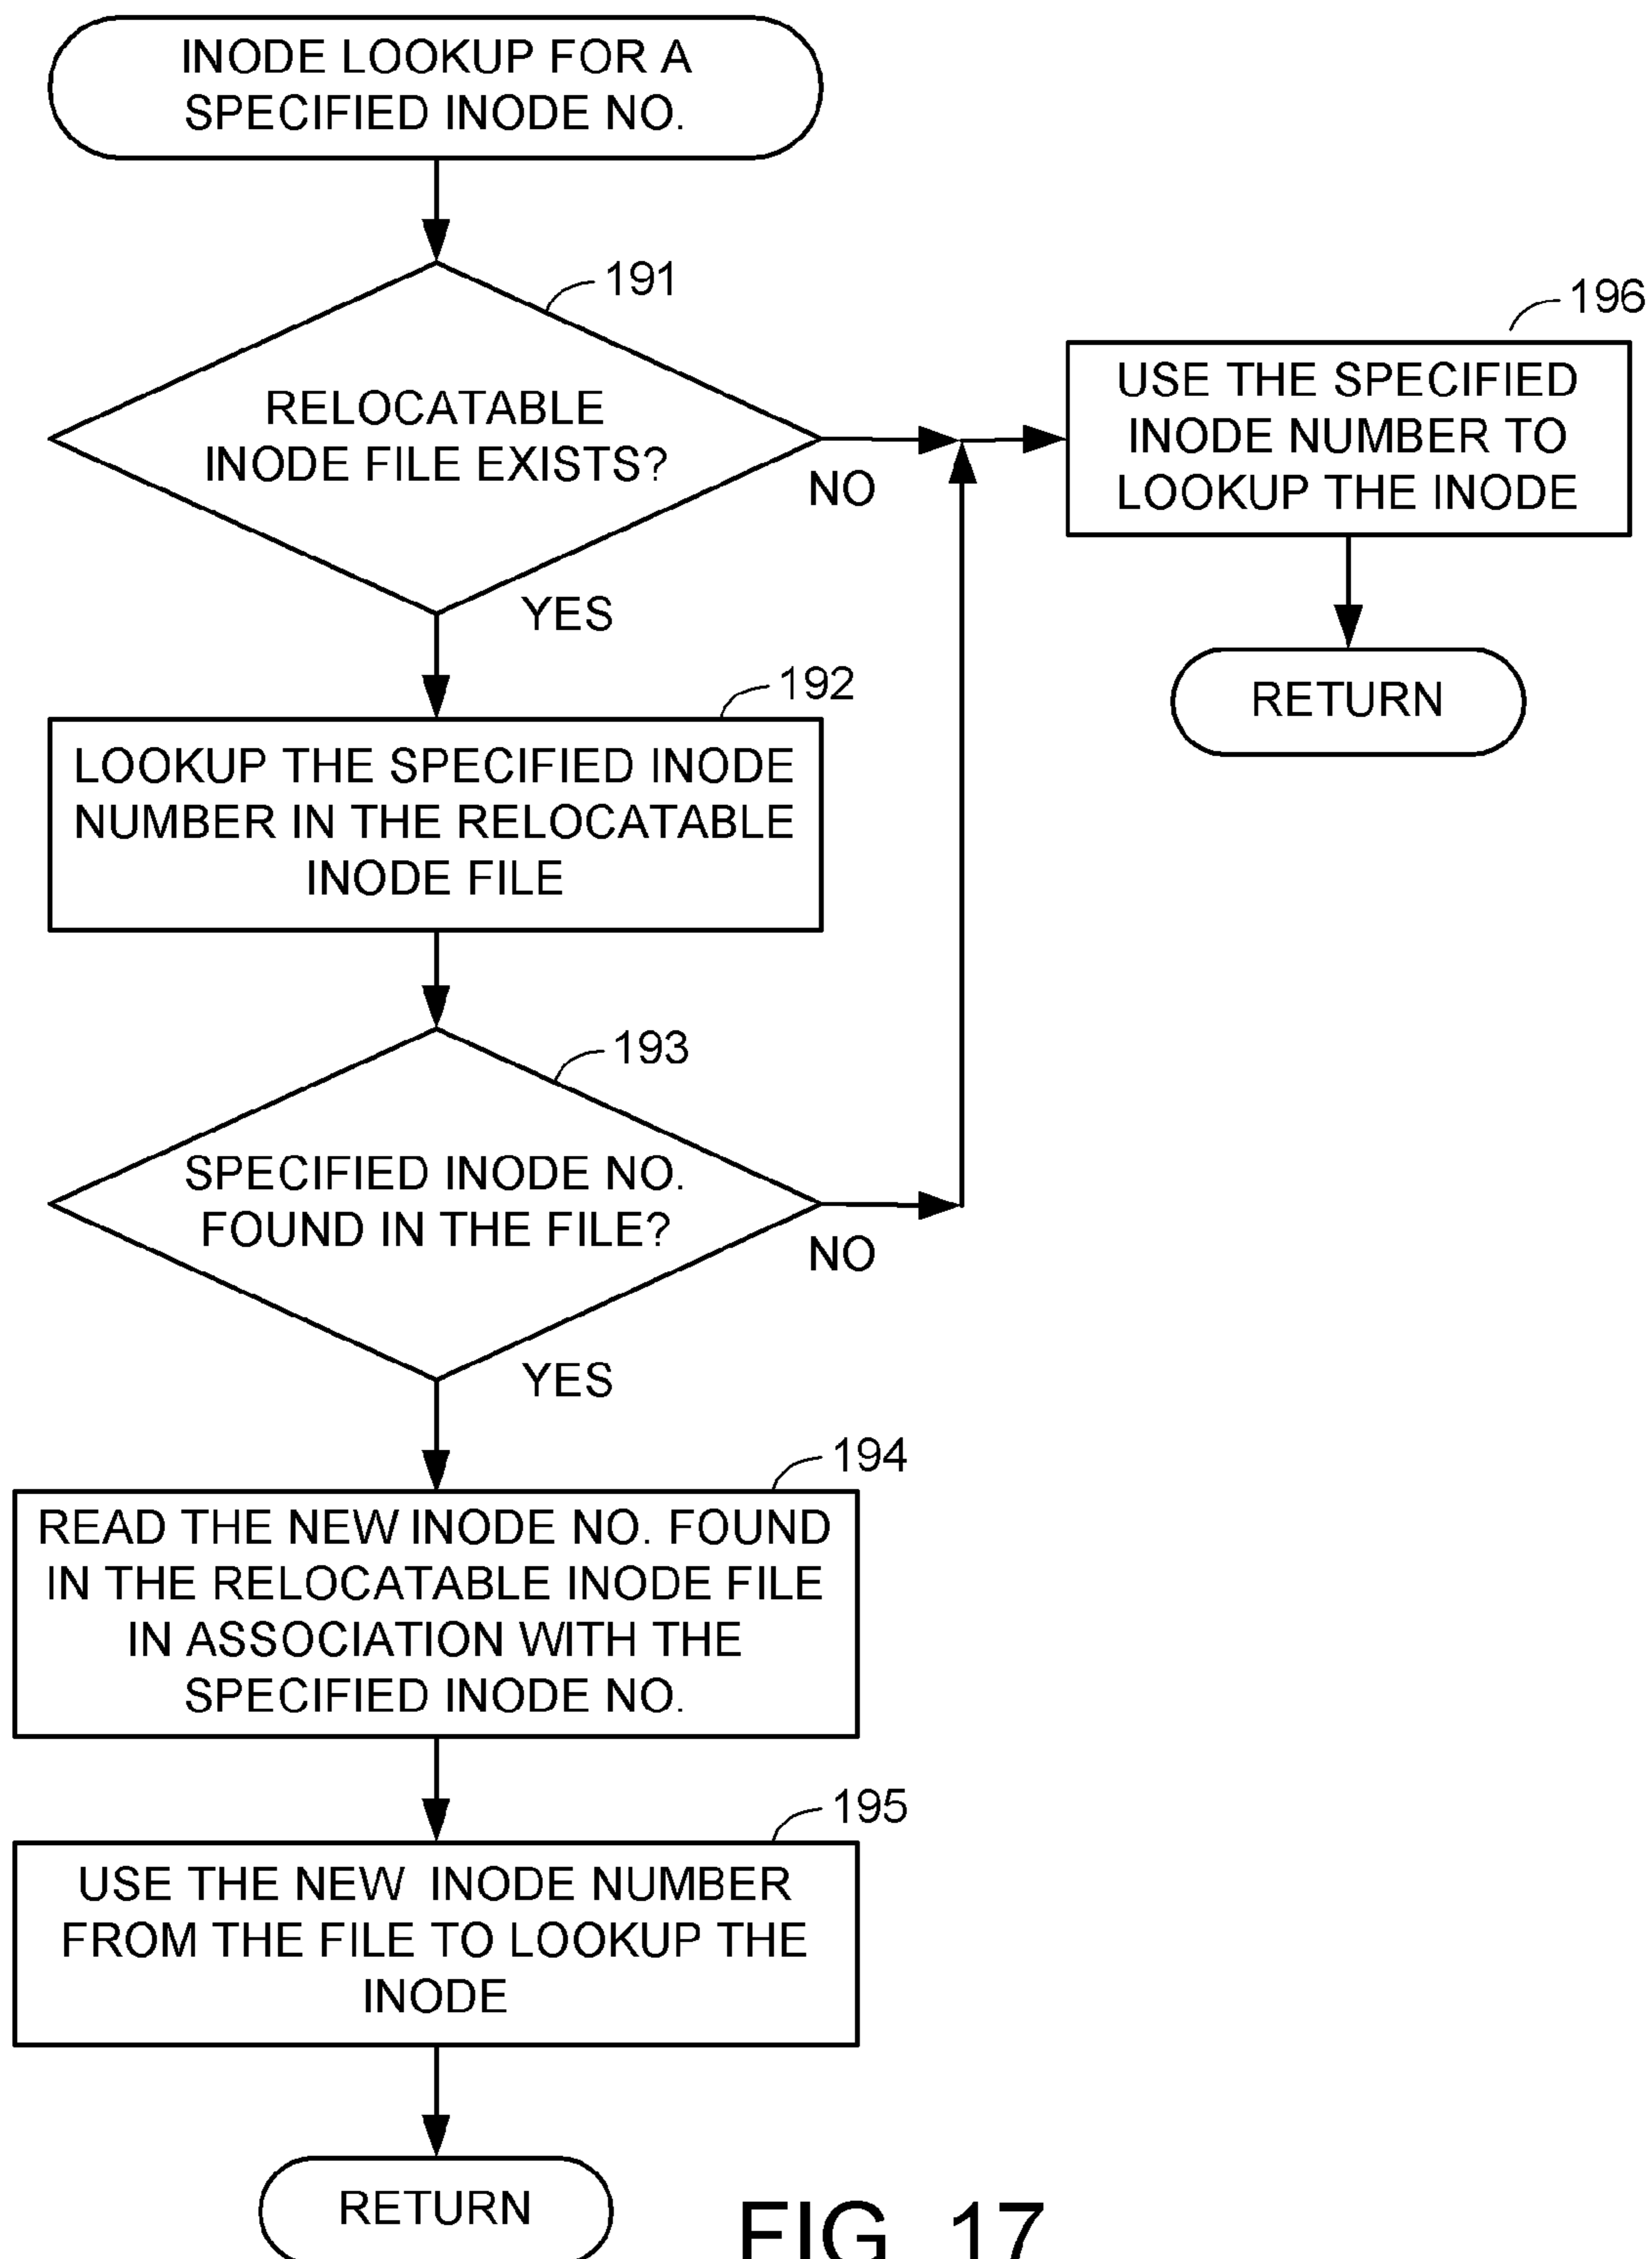 INODE LOOKUP FOR A
SPECIFIED INODE NO.
191
RELOCATABLE
INODE FILE EXISTS?
NO
YES
196
USE THE SPECIFIED
INODE NUMBER TO
LOOKUP THE INODE
RETURN
192
LOOKUP THE SPECIFIED INODE
NUMBER IN THE RELOCATABLE
INODE FILE
193
SPECIFIED INODE NO.
FOUND IN THE FILE?
NO
YES
194
READ THE NEW INODE NO. FOUND
IN THE RELOCATABLE INODE FILE
IN ASSOCIATION WITH THE
SPECIFIED INODE NO.
195
USE THE NEW INODE NUMBER
FROM THE FILE TO LOOKUP THE
INODE
RETURN
FIG. 17